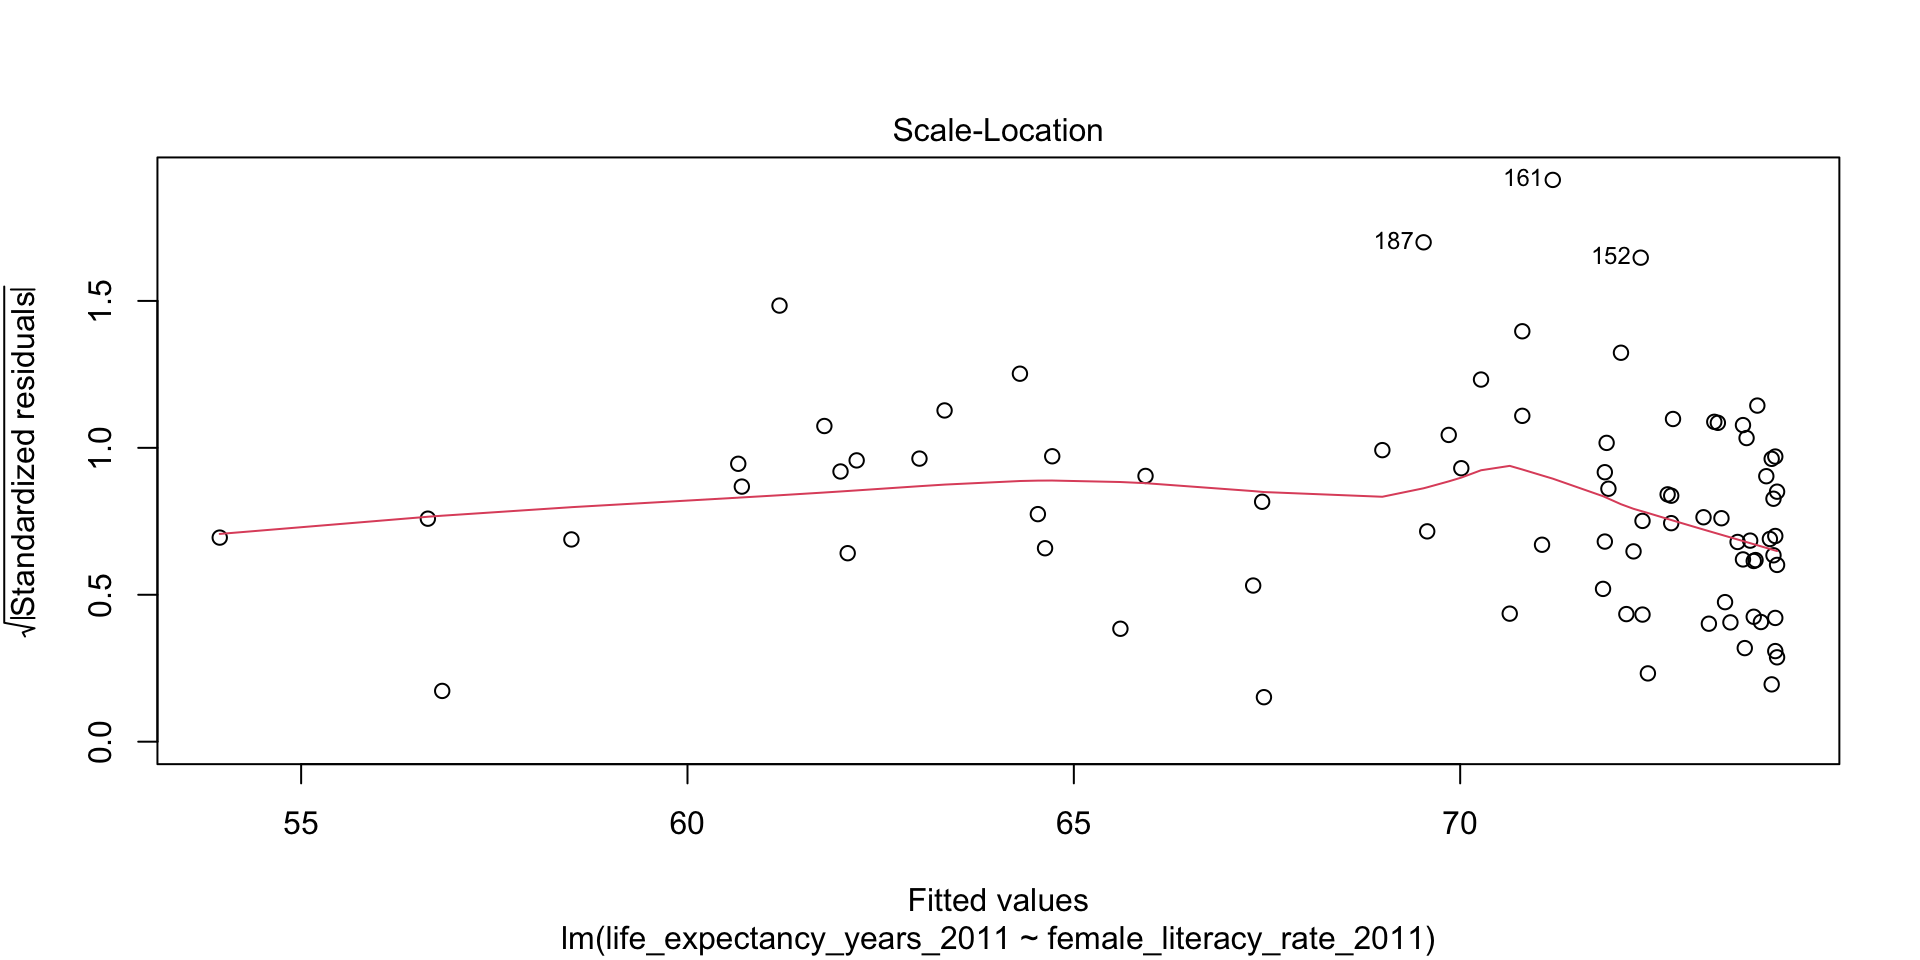 Scale-Location
161
187
152
√|Standardized residuals|
1.5
1.0
0.5
0.0
55 60 65 70
Fitted values
lm(life_expectancy_years_2011 ~ female_literacy_rate_2011)